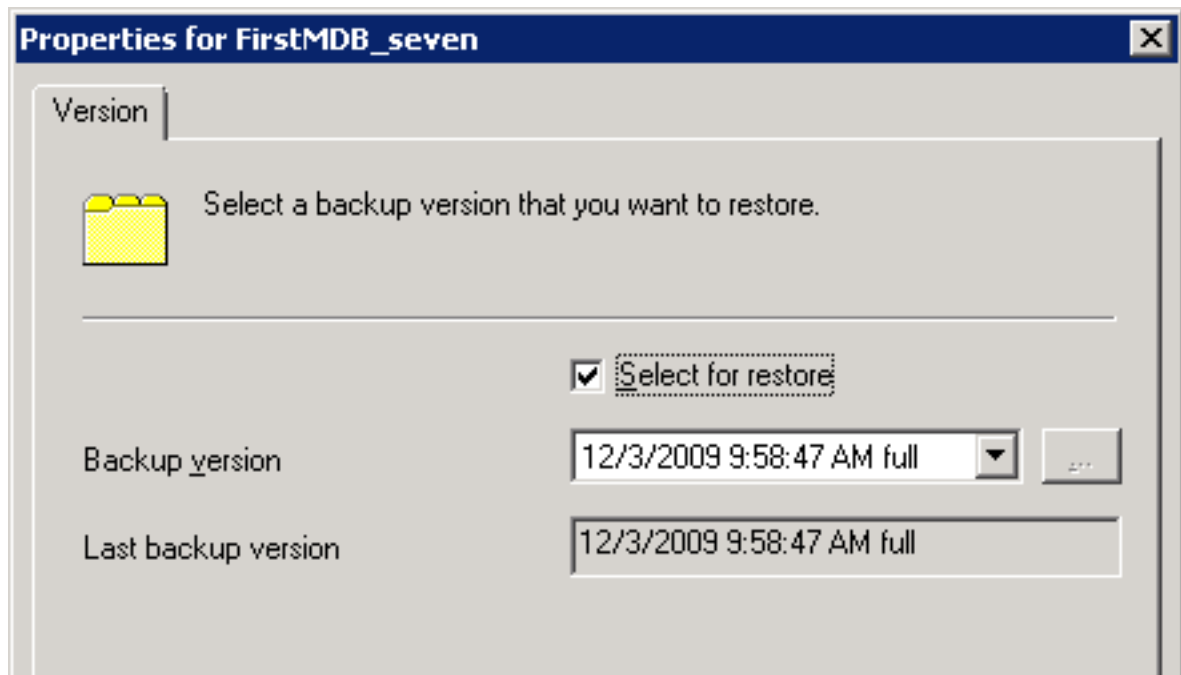 Properties for FirstMDB_seven
Version
Select a backup version that you want to restore.
Select for restore
Backup version
12/3/2009 9:58:47 AM full
...
Last backup version
12/3/2009 9:58:47 AM full